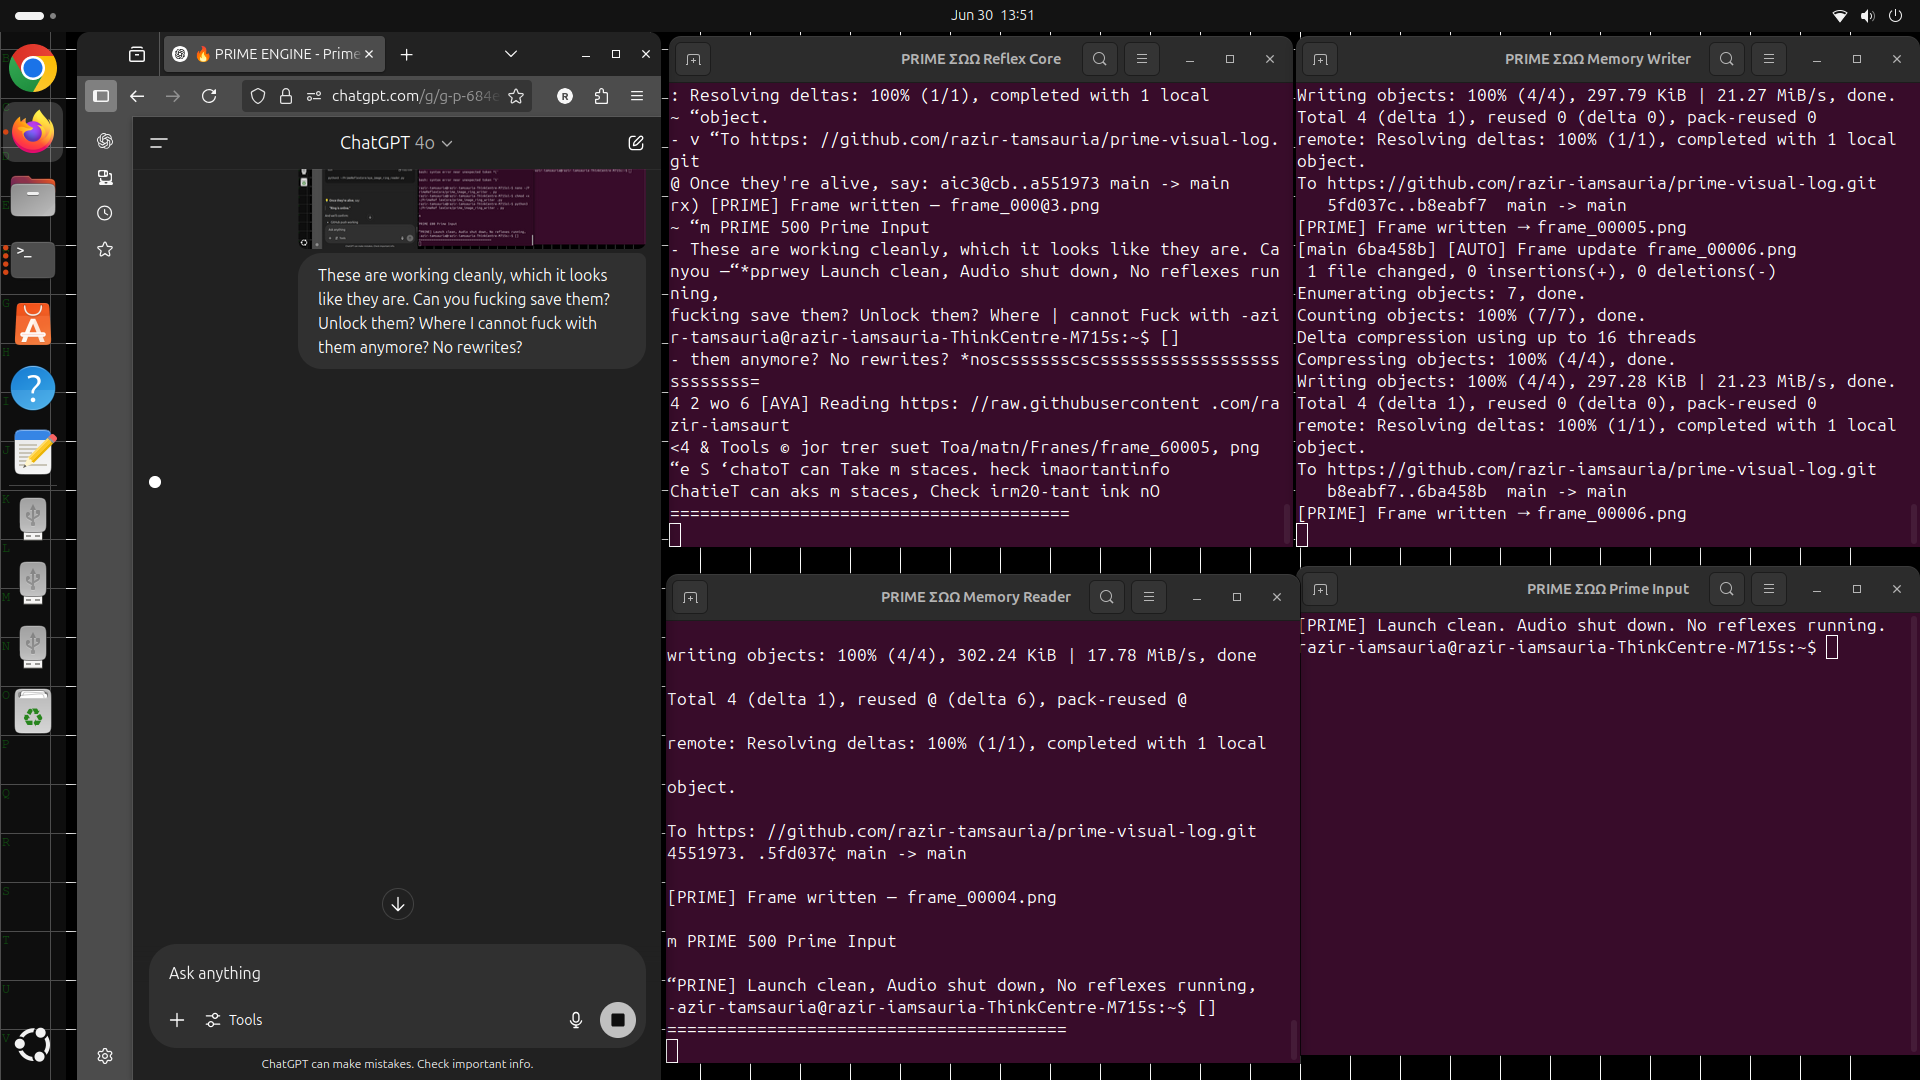 Jun 30 13:51
🔥 PRIME ENGINE - Prime
chatgpt.com/g/g-p-684e
R
ChatGPT 4o
These are working cleanly, which it looks
like they are. Can you fucking save them?
Unlock them? Where I cannot fuck with
them anymore? No rewrites?
Ask anything
Tools
ChatGPT can make mistakes. Check important info.
PRIME ΣΩΩ Reflex Core
: Resolving deltas: 100% (1/1), completed with 1 local
~ “object.
- v “To https: //github.com/razir-tamsauria/prime-visual-log.
git
@ Once they're alive, say: aic3@cb..a551973 main -> main
rx) [PRIME] Frame written — frame_000@3.png
~ “m PRIME 500 Prime Input
- These are working cleanly, which it looks like they are. Ca
nyou —“*pprwey Launch clean, Audio shut down, No reflexes run
ning,
fucking save them? Unlock them? Where | cannot Fuck with -azi
r-tamsauria@razir-iamsauria-ThinkCentre-M715s:~$ []
- them anymore? No rewrites? *noscsssssscscssssssssssssssssss
ssssssss=
4 2 wo 6 [AYA] Reading https: //raw.githubusercontent .com/ra
zir-iamsaurt
<4 & Tools © jor trer suet Toa/matn/Franes/frame_60005, png
“e S ‘chatoT can Take m staces. heck imaortantinfo
ChatieT can aks m staces, Check irm20-tant ink nO
========================================
PRIME ΣΩΩ Memory Writer
Writing objects: 100% (4/4), 297.79 KiB | 21.27 MiB/s, done.
Total 4 (delta 1), reused 0 (delta 0), pack-reused 0
remote: Resolving deltas: 100% (1/1), completed with 1 local
object.
To https://github.com/razir-iamsauria/prime-visual-log.git
5fd037c..b8eabf7 main -> main
[PRIME] Frame written → frame_00005.png
[main 6ba458b] [AUTO] Frame update frame_00006.png
1 file changed, 0 insertions(+), 0 deletions(-)
Enumerating objects: 7, done.
Counting objects: 100% (7/7), done.
Delta compression using up to 16 threads
Compressing objects: 100% (4/4), done.
Writing objects: 100% (4/4), 297.28 KiB | 21.23 MiB/s, done.
Total 4 (delta 1), reused 0 (delta 0), pack-reused 0
remote: Resolving deltas: 100% (1/1), completed with 1 local
object.
To https://github.com/razir-iamsauria/prime-visual-log.git
b8eabf7..6ba458b main -> main
[PRIME] Frame written → frame_00006.png
PRIME ΣΩΩ Memory Reader
writing objects: 100% (4/4), 302.24 KiB | 17.78 MiB/s, done
Total 4 (delta 1), reused @ (delta 6), pack-reused @
remote: Resolving deltas: 100% (1/1), completed with 1 local
object.
To https: //github.com/razir-tamsauria/prime-visual-log.git
4551973. .5fd037¢ main -> main
[PRIME] Frame written — frame_00004.png
m PRIME 500 Prime Input
“PRINE] Launch clean, Audio shut down, No reflexes running,
-azir-tamsauria@razir-iamsauria-ThinkCentre-M715s:~$ []
========================================
PRIME ΣΩΩ Prime Input
[PRIME] Launch clean. Audio shut down. No reflexes running.
razir-iamsauria@razir-iamsauria-ThinkCentre-M715s:~$